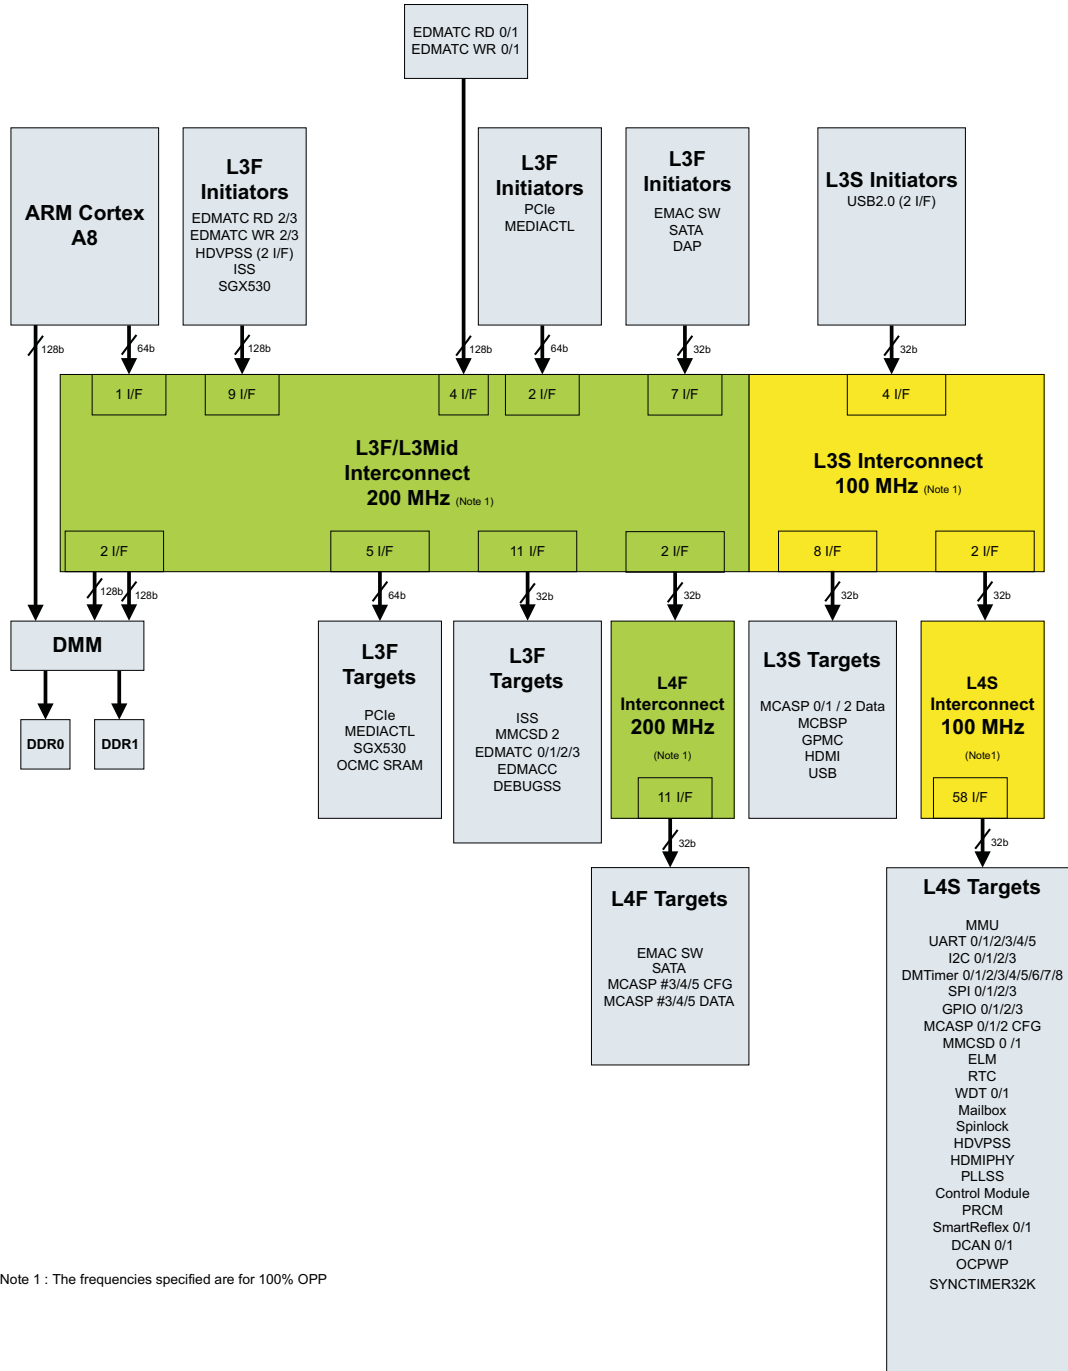 EDMATC RD 0/1
EDMATC WR 0/1
ARM Cortex
A8
L3F
Initiators
EDMATC RD 2/3
EDMATC WR 2/3
HDVPSS (2 I/F)
ISS
SGX530
L3F
Initiators
PCIe
MEDIACTL
L3F
Initiators
EMAC SW
SATA
DAP
L3S Initiators
USB2.0 (2 I/F)
128b
64b
128b
128b
64b
32b
32b
1 I/F
9 I/F
4 I/F
2 I/F
7 I/F
4 I/F
L3F/L3Mid
Interconnect
200 MHz (Note 1)
L3S Interconnect
100 MHz (Note 1)
2 I/F
5 I/F
11 I/F
2 I/F
8 I/F
2 I/F
128b
128b
64b
32b
32b
32b
32b
DMM
DDR0
DDR1
L3F
Targets
PCIe
MEDIACTL
SGX530
OCMC SRAM
L3F
Targets
ISS
MMCSD 2
EDMATC 0/1/2/3
EDMACC
DEBUGSS
L4F
Interconnect
200 MHz
(Note 1)
11 I/F
32b
L3S Targets
MCASP 0/1 / 2 Data
MCBSP
GPMC
HDMI
USB
L4S
Interconnect
100 MHz
(Note1)
58 I/F
32b
L4F Targets
EMAC SW
SATA
MCASP #3/4/5 CFG
MCASP #3/4/5 DATA
L4S Targets
MMU
UART 0/1/2/3/4/5
I2C 0/1/2/3
DMTimer 0/1/2/3/4/5/6/7/8
SPI 0/1/2/3
GPIO 0/1/2/3
MCASP 0/1/2 CFG
MMCSD 0 /1
ELM
RTC
WDT 0/1
Mailbox
Spinlock
HDVPSS
HDMIPHY
PLLSS
Control Module
PRCM
SmartReflex 0/1
DCAN 0/1
OCPWP
SYNCTIMER32K
Note 1 : The frequencies specified are for 100% OPP